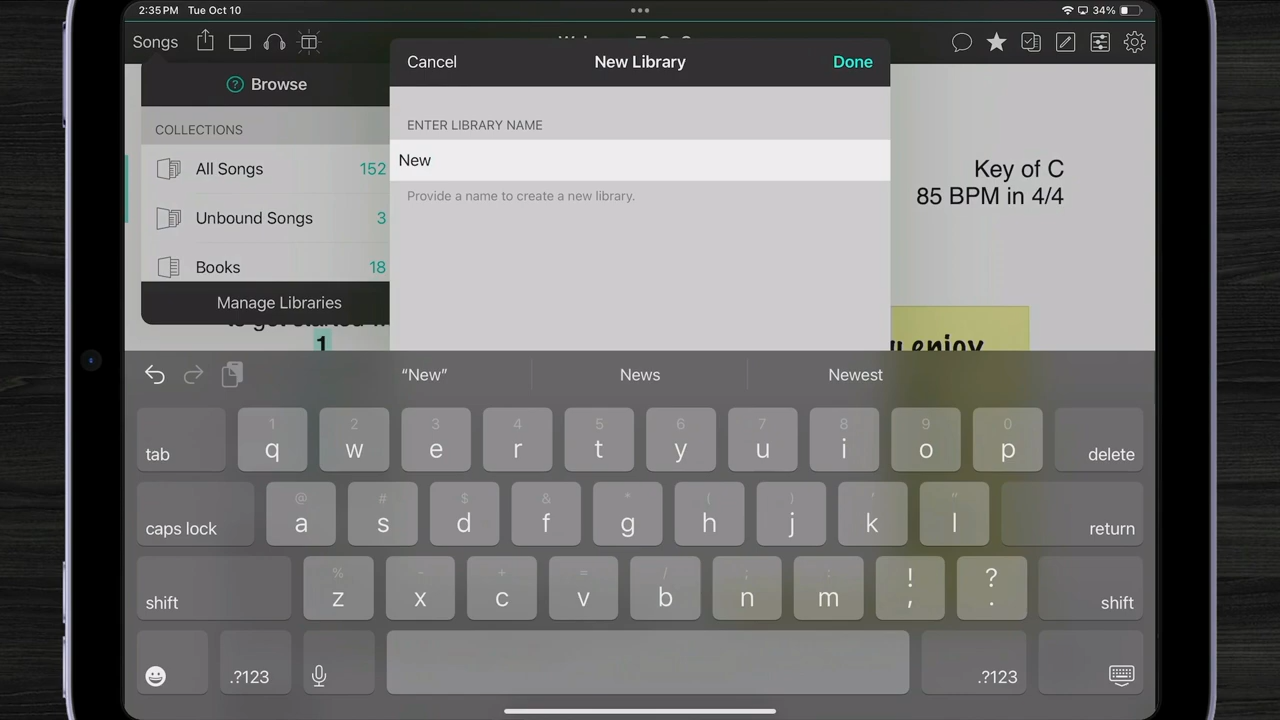 2:35 PM Tue Oct 10
34%
Songs
Cancel New Library Done
Browse
ENTER LIBRARY NAME
New
Provide a name to create a new library.
COLLECTIONS
All Songs 152
Unbound Songs 3
Books 18
Manage Libraries
Key of C
85 BPM in 4/4
1
enjoy
“New” News Newest
tab 1 q 2 w 3 e 4 r 5 t 6 y 7 u 8 i 9 o 0 p delete
caps lock @ a # s $ d & f * g ( h ) j ' k " l return
shift % z - x + c = v / b ; n : m ! , ? . shift
.?123 .?123